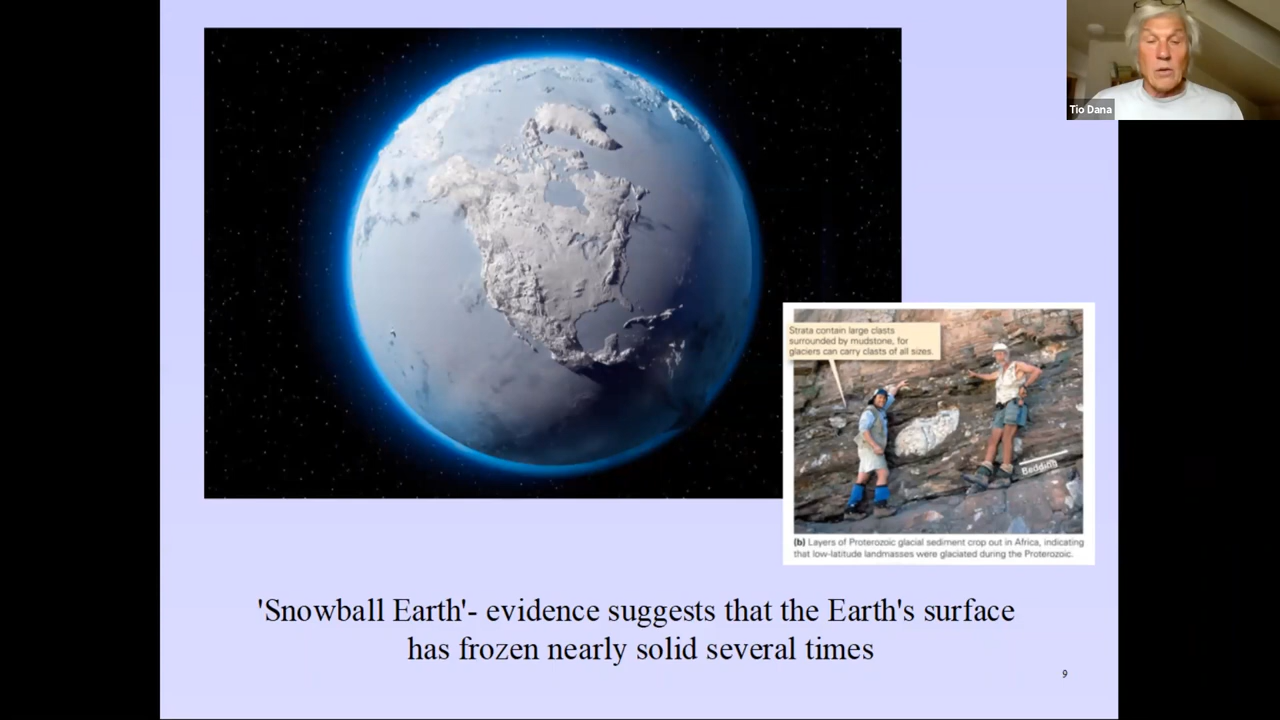 Tio Dana
Strata contain large clasts
surrounded by mudstone, for
glaciers can carry clasts of all sizes.
Bedding
(b) Layers of Proterozoic glacial sediment crop out in Africa, indicating
that low-latitude landmasses were glaciated during the Proterozoic.
'Snowball Earth'- evidence suggests that the Earth's surface
has frozen nearly solid several times
9